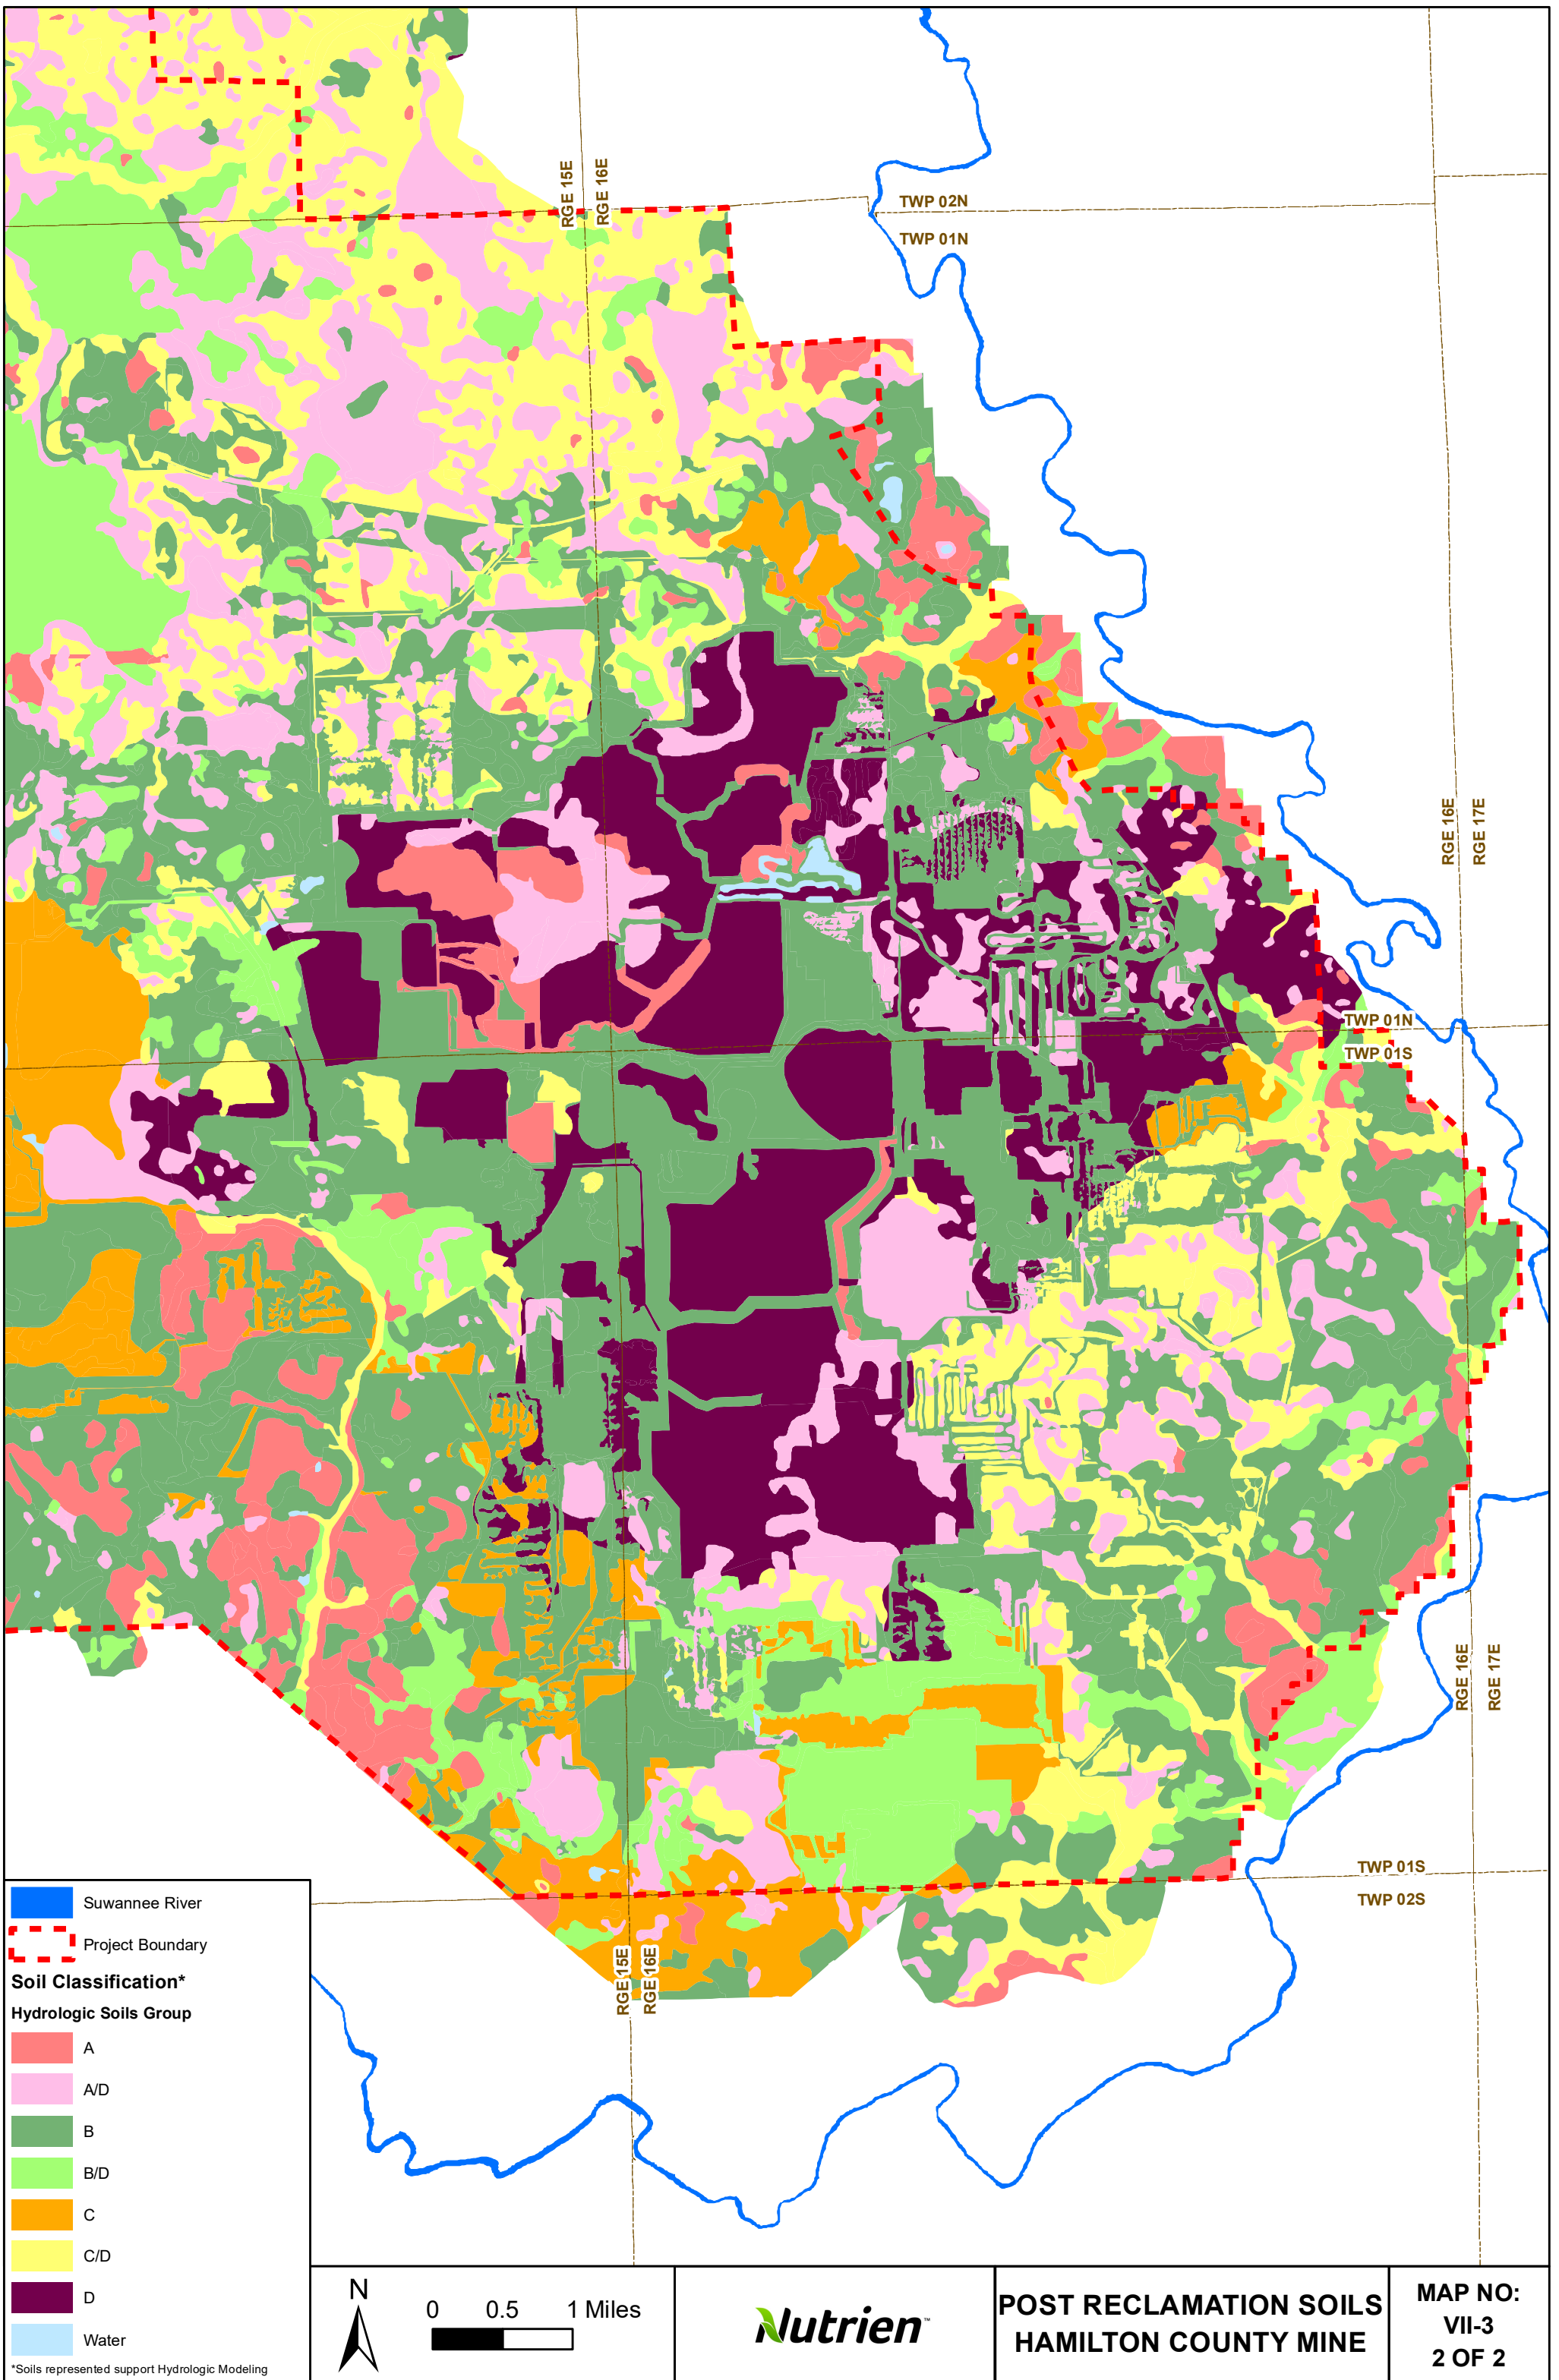 RGE 15E
RGE 16E
TWP 02N
TWP 01N
RGE 16E
RGE 17E
TWP 01N
TWP 01S
RGE 16E
RGE 17E
TWP 01S
TWP 02S
RGE 15E
RGE 16E
Suwannee River
Project Boundary
Soil Classification*
Hydrologic Soils Group
A
A/D
B
B/D
C
C/D
D
Water
*Soils represented support Hydrologic Modeling
N
0 0.5 1 Miles
Nutrien™
POST RECLAMATION SOILS
HAMILTON COUNTY MINE
MAP NO:
VII-3
2 OF 2